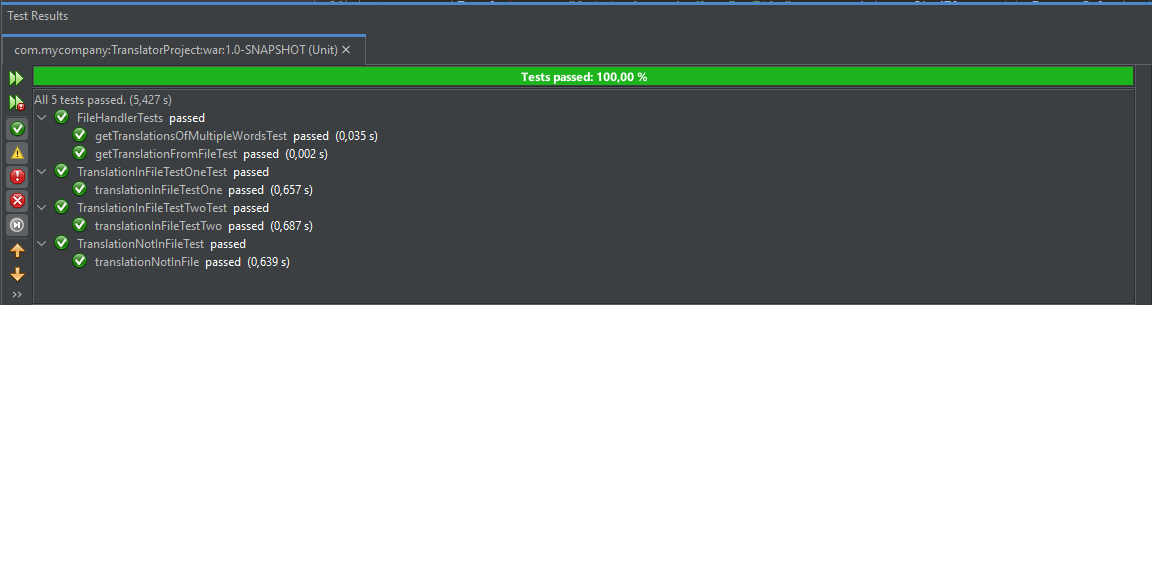 Test Results
com.mycompany:TranslatorProject:war:1.0-SNAPSHOT (Unit)
Tests passed: 100,00 %
All 5 tests passed. (5,427 s)
FileHandlerTests passed
getTranslationsOfMultipleWordsTest passed (0,035 s)
getTranslationFromFileTest passed (0,002 s)
TranslationInFileTestOneTest passed
translationInFileTestOne passed (0,657 s)
TranslationInFileTestTwoTest passed
translationInFileTestTwo passed (0,687 s)
TranslationNotInFileTest passed
translationNotInFile passed (0,639 s)